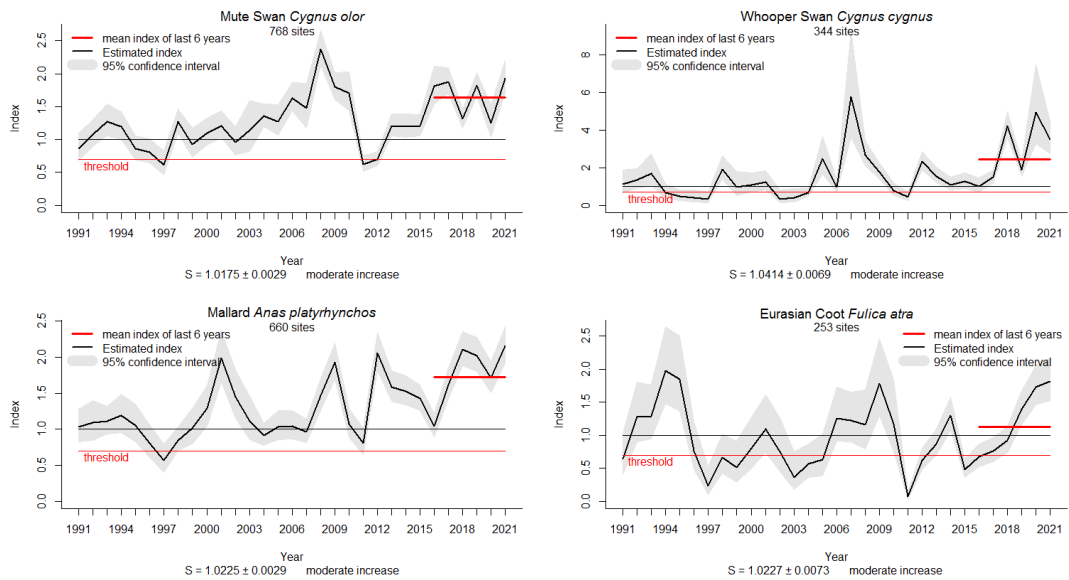 Mute Swan Cygnus olor
768 sites
mean index of last 6 years
Estimated index
95% confidence interval
Index
0.0 0.5 1.0 1.5 2.0 2.5
threshold
1991 1994 1997 2000 2003 2006 2009 2012 2015 2018 2021
Year
S = 1.0175 ± 0.0029 moderate increase
Whooper Swan Cygnus cygnus
344 sites
mean index of last 6 years
Estimated index
95% confidence interval
Index
0 2 4 6 8
threshold
1991 1994 1997 2000 2003 2006 2009 2012 2015 2018 2021
Year
S = 1.0414 ± 0.0069 moderate increase
Mallard Anas platyrhynchos
660 sites
mean index of last 6 years
Estimated index
95% confidence interval
Index
0.0 0.5 1.0 1.5 2.0 2.5
threshold
1991 1994 1997 2000 2003 2006 2009 2012 2015 2018 2021
Year
S = 1.0225 ± 0.0029 moderate increase
Eurasian Coot Fulica atra
253 sites
mean index of last 6 years
Estimated index
95% confidence interval
Index
0.0 0.5 1.0 1.5 2.0 2.5
threshold
1991 1994 1997 2000 2003 2006 2009 2012 2015 2018 2021
Year
S = 1.0227 ± 0.0073 moderate increase